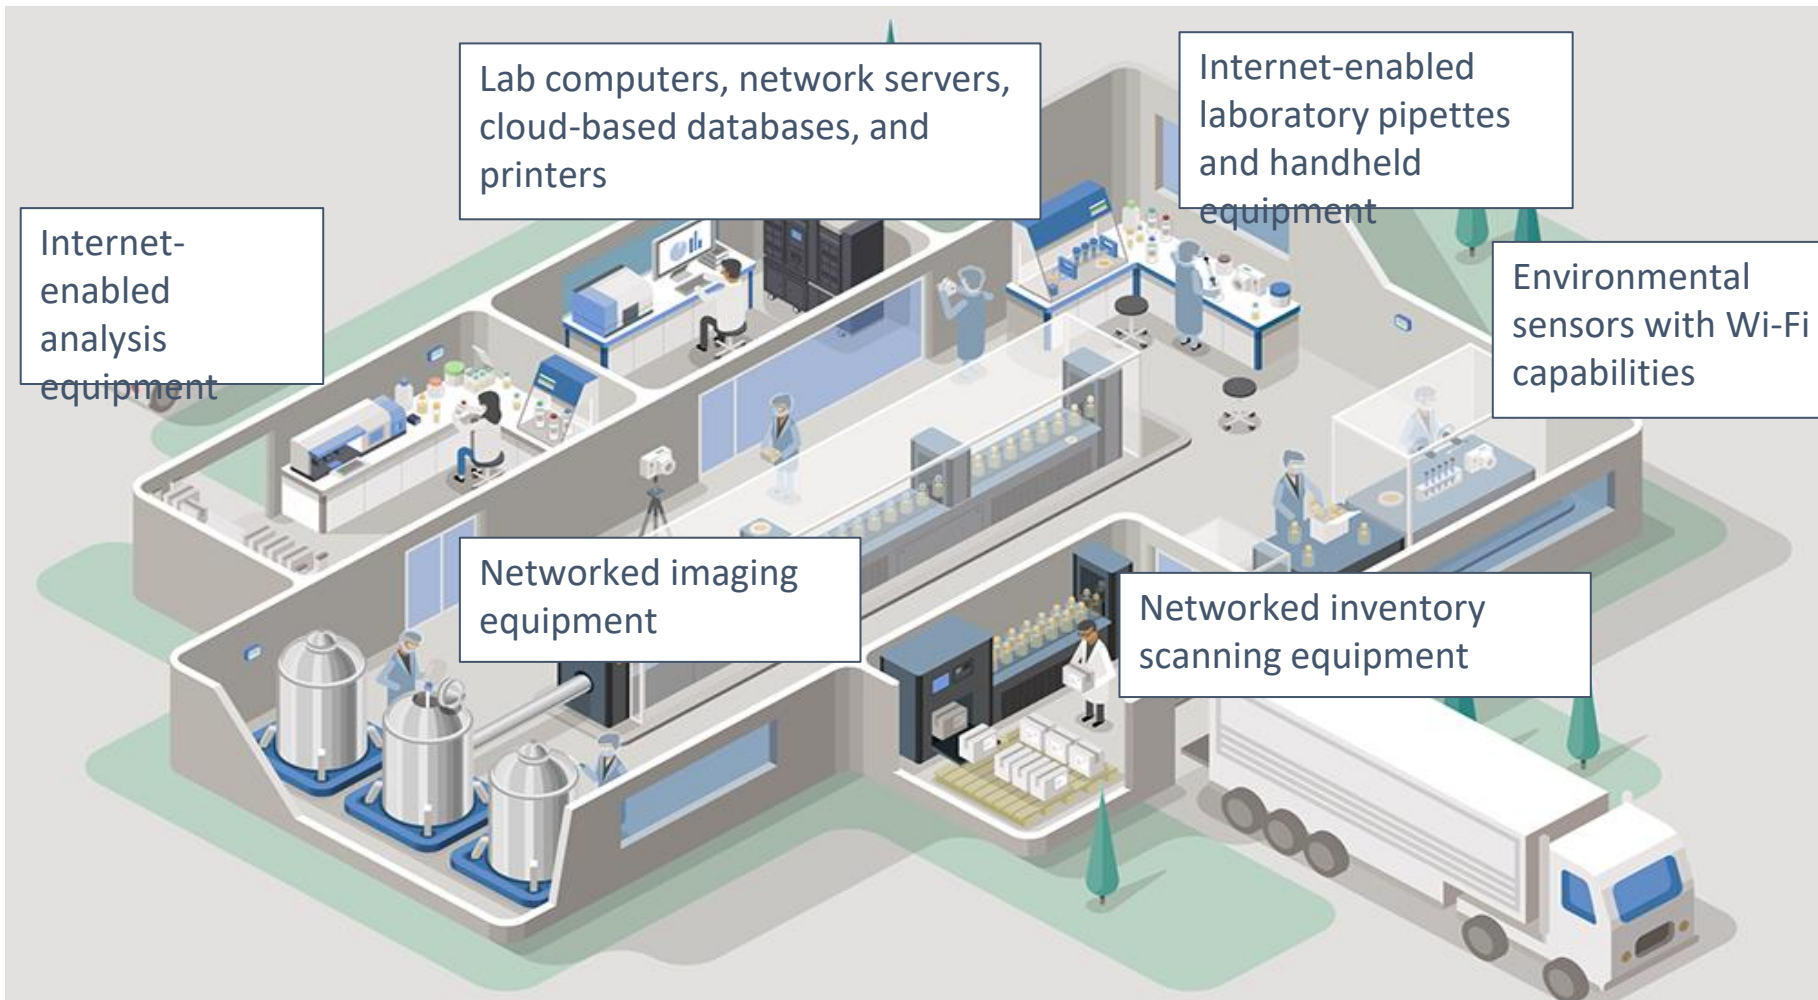 Lab computers, network servers,
cloud-based databases, and
printers
Internet-enabled
laboratory pipettes
and handheld
equipment
Internet-
enabled
analysis
equipment
Environmental
sensors with Wi-Fi
capabilities
Networked imaging
equipment
Networked inventory
scanning equipment